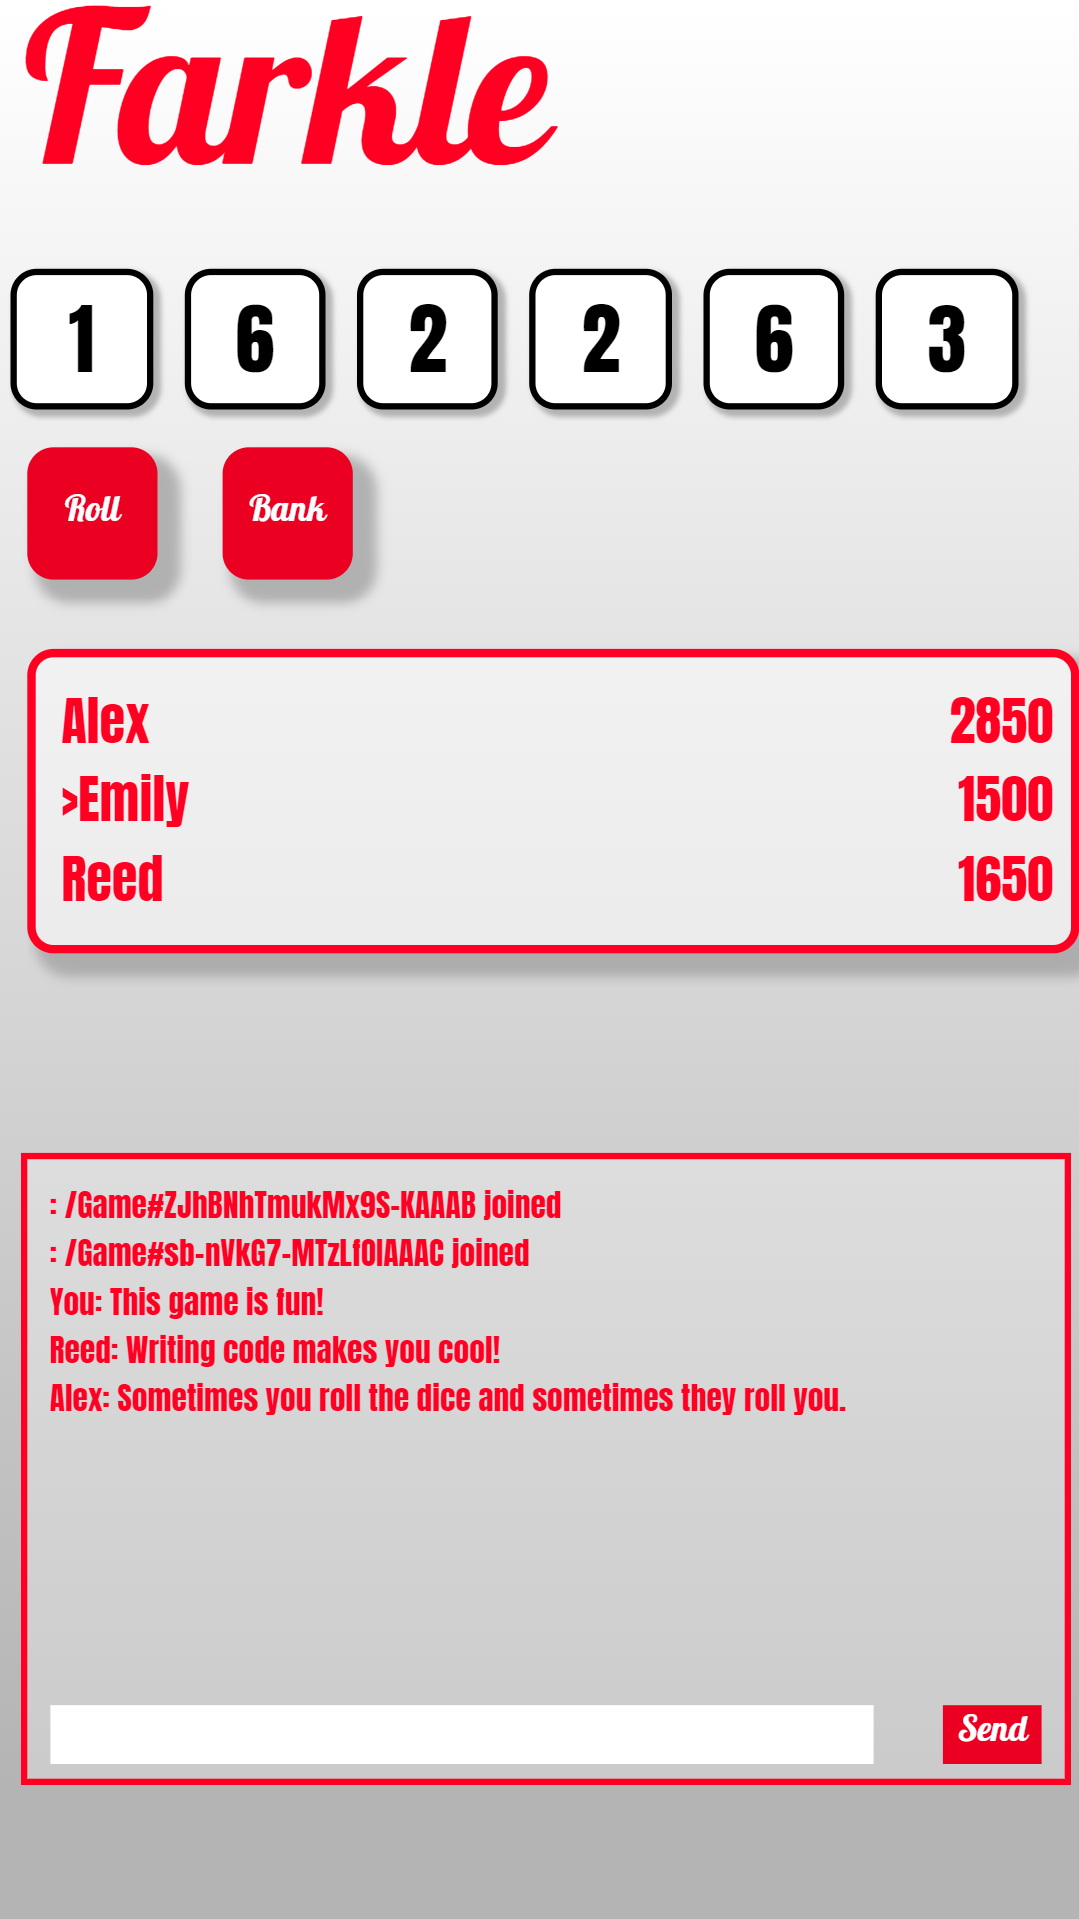 Farkle
1 6 2 2 6 3
Roll Bank
Alex 2850
>Emily 1500
Reed 1650
: /Game#ZJhBNhTmukMx9S-KAAAB joined
: /Game#sb-nVkG7-MTzLfOlAAAC joined
You: This game is fun!
Reed: Writing code makes you cool!
Alex: Sometimes you roll the dice and sometimes they roll you.
Send